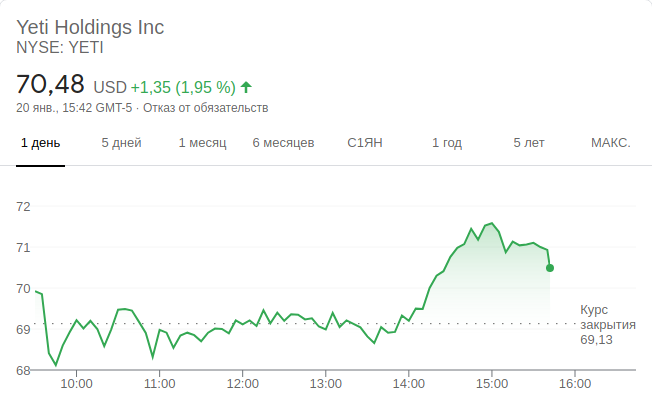 Yeti Holdings Inc
NYSE: YETI
70,48 USD +1,35 (1,95 %)
20 янв., 15:42 GMT-5 · Отказ от обязательств
1 день 5 дней 1 месяц 6 месяцев С1ЯН 1 год 5 лет МАКС.
72
71
70
69
68
Курс
закрытия
69,13
10:00 11:00 12:00 13:00 14:00 15:00 16:00